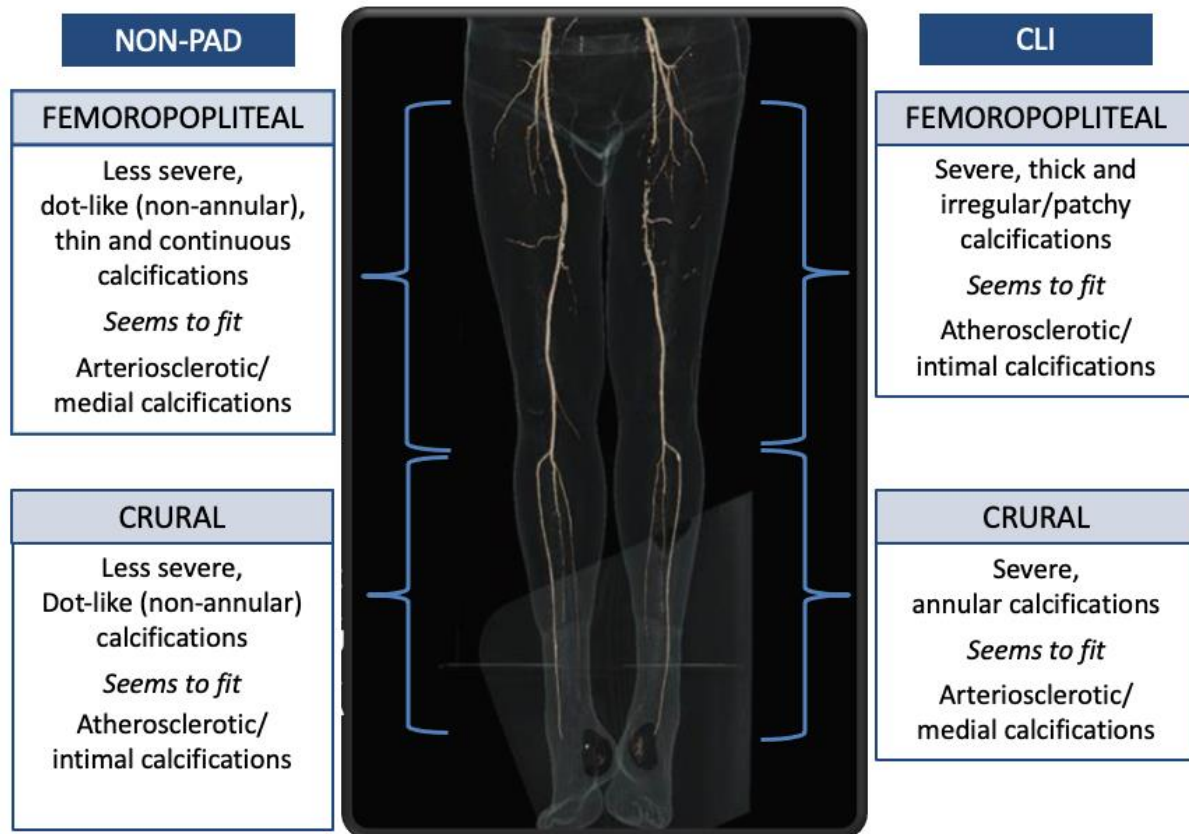 NON-PAD
FEMOROPOPLITEAL
Less severe,
dot-like (non-annular),
thin and continuous
calcifications
Seems to fit
Arteriosclerotic/
medial calcifications
CRURAL
Less severe,
Dot-like (non-annular)
calcifications
Seems to fit
Atherosclerotic/
intimal calcifications
CLI
FEMOROPOPLITEAL
Severe, thick and
irregular/patchy
calcifications
Seems to fit
Atherosclerotic/
intimal calcifications
CRURAL
Severe,
annular calcifications
Seems to fit
Arteriosclerotic/
medial calcifications